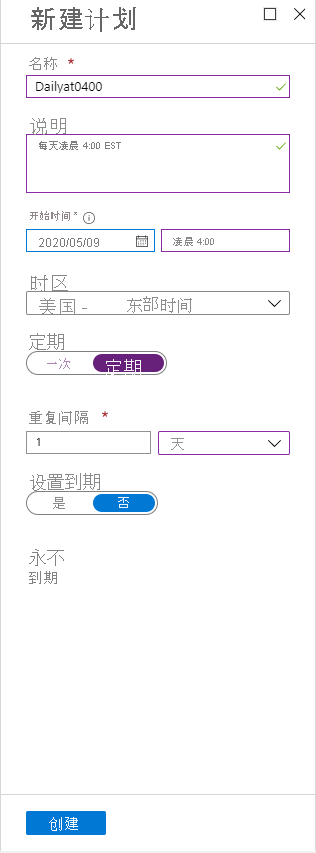 新建计划
名称 *
Dailyat0400
说明
每天凌晨 4:00 EST
开始时间 *
2020/05/09 凌晨 4:00
时区
美国 - 东部时间
定期
一次 定期
重复间隔 *
1 天
设置到期
是 否
永不
到期
创建